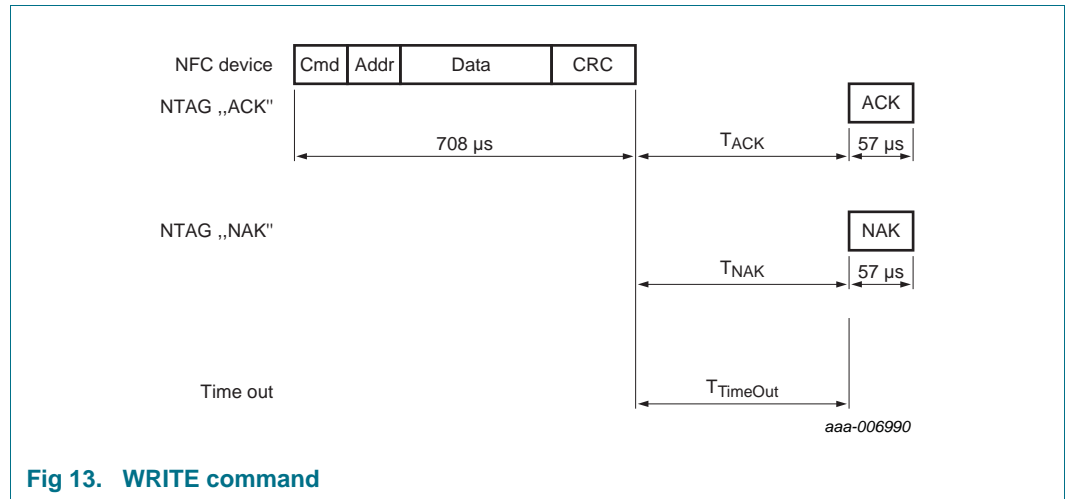 NFC device Cmd Addr Data CRC
NTAG ,,ACK" ACK
708 µs TACK 57 µs
NTAG ,,NAK" NAK
TNAK 57 µs
Time out TTimeOut
aaa-006990
Fig 13. WRITE command